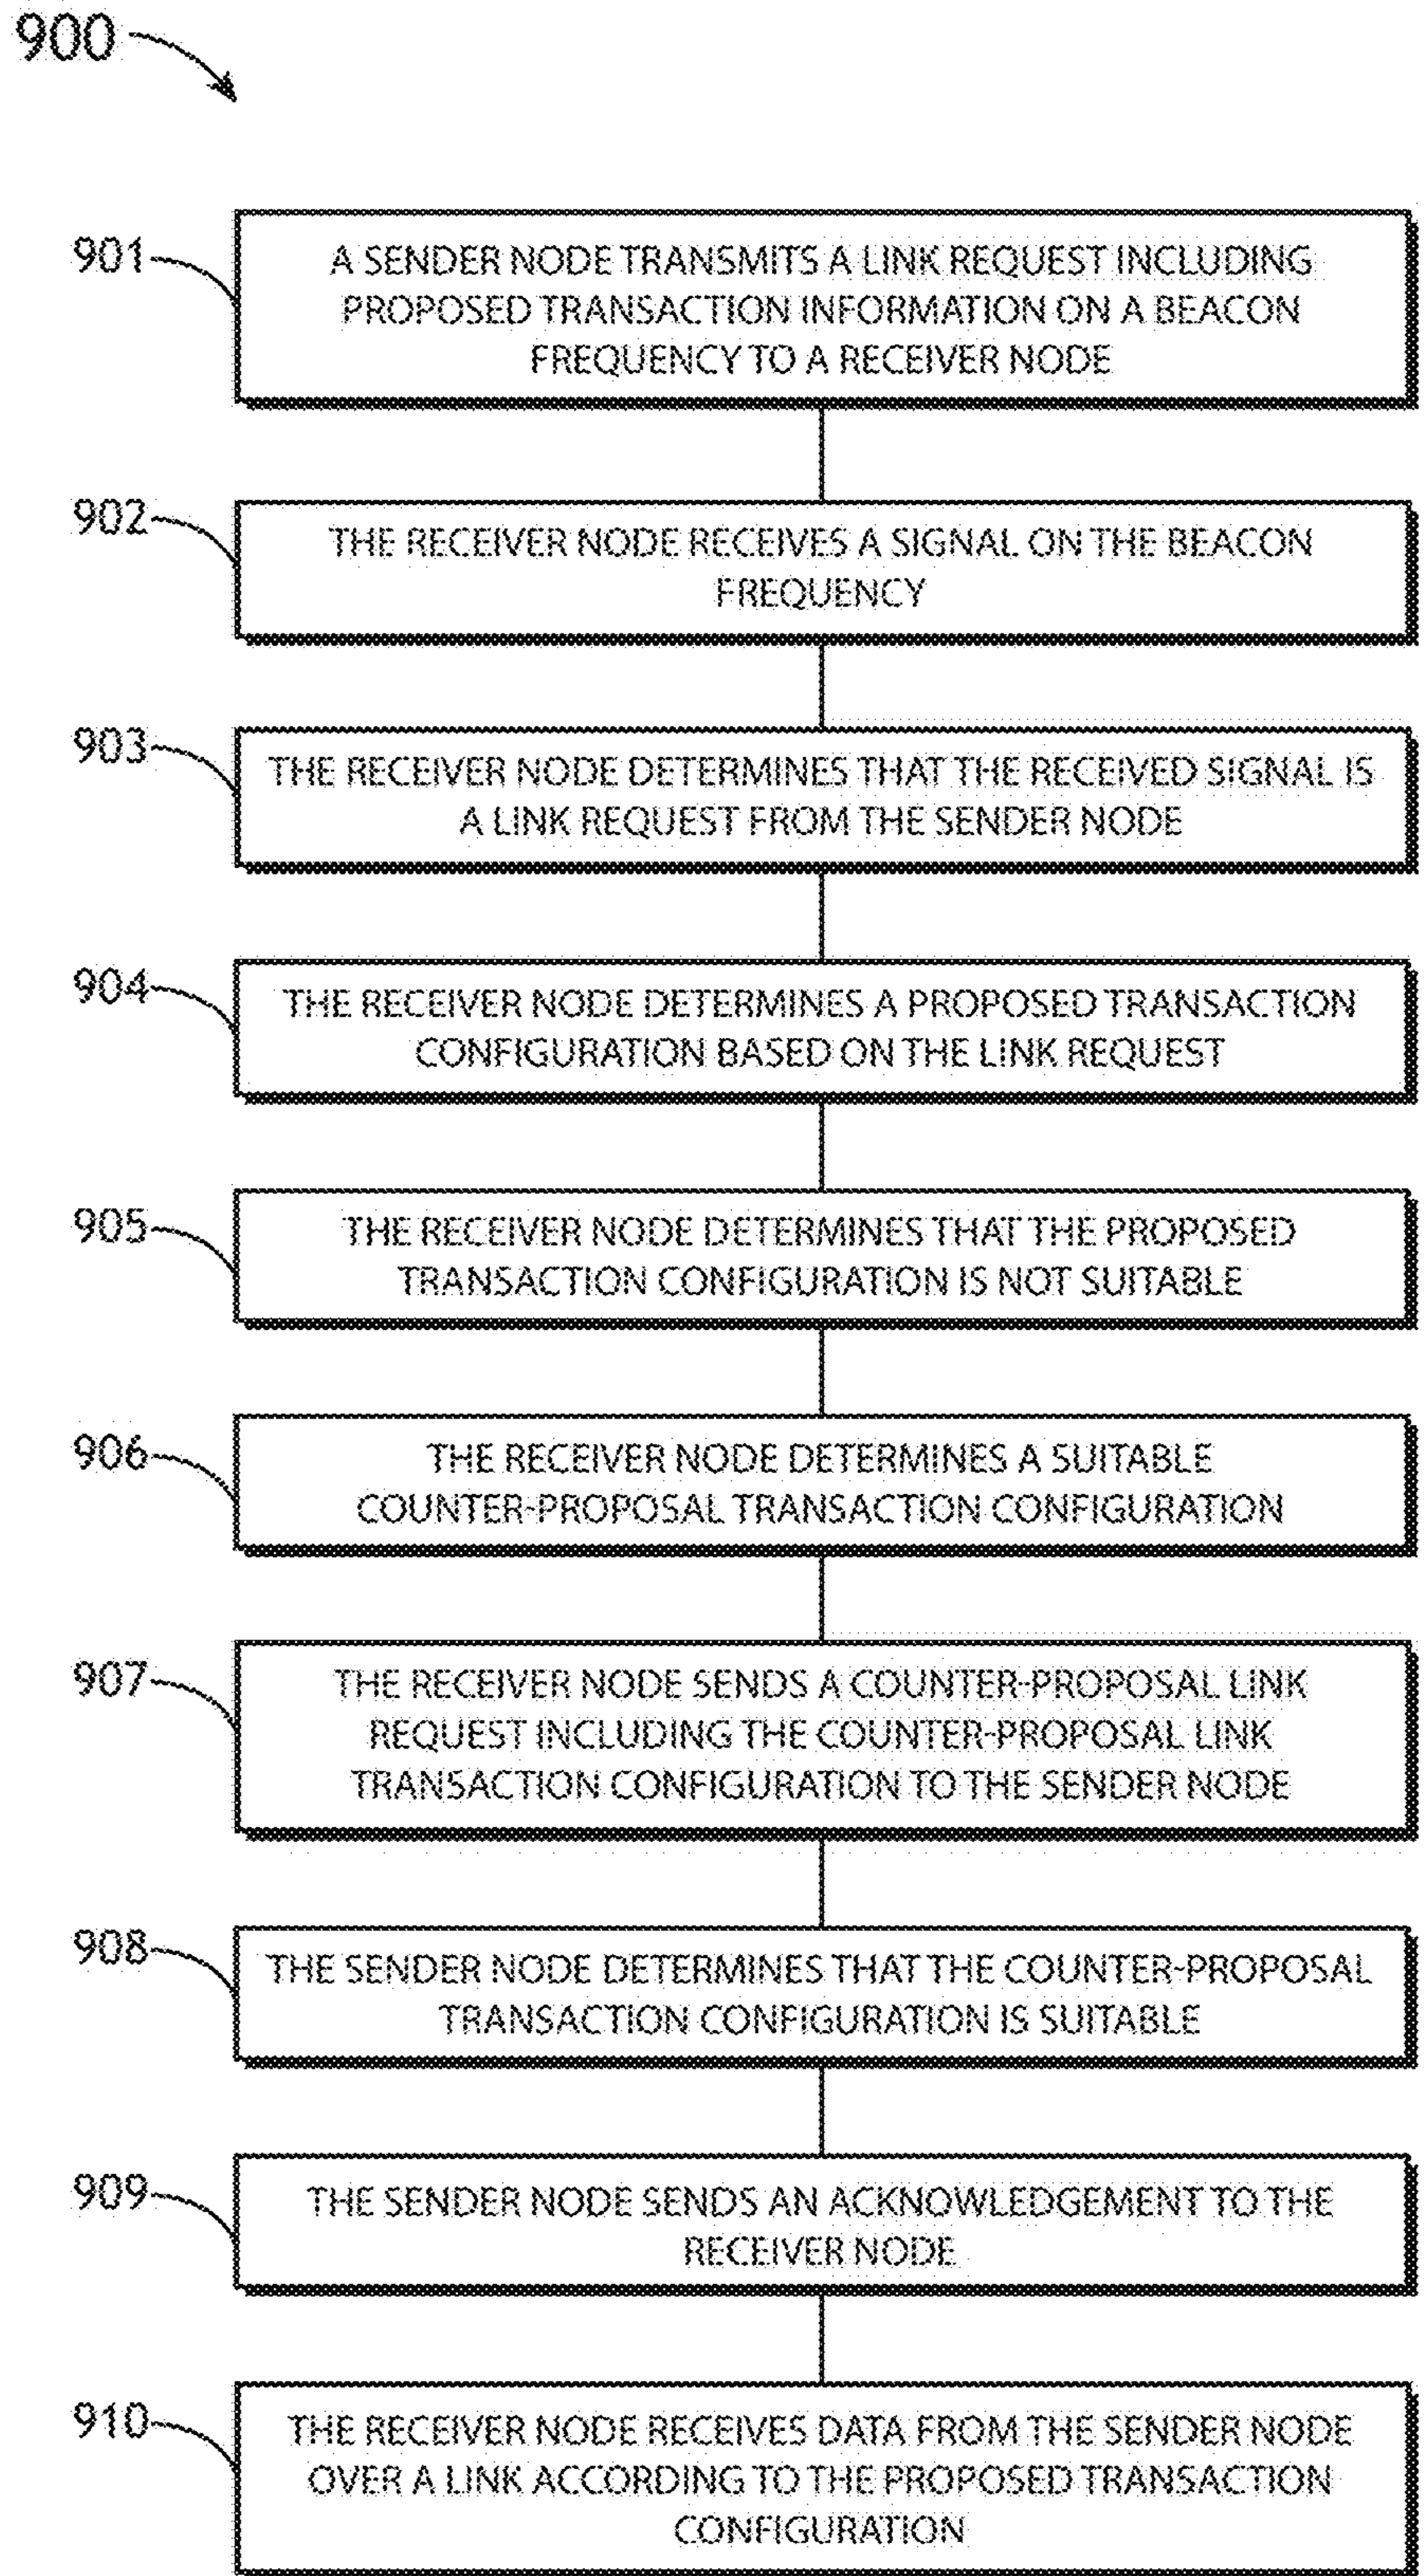 900
901
A SENDER NODE TRANSMITS A LINK REQUEST INCLUDING
PROPOSED TRANSACTION INFORMATION ON A BEACON
FREQUENCY TO A RECEIVER NODE
902
THE RECEIVER NODE RECEIVES A SIGNAL ON THE BEACON
FREQUENCY
903
THE RECEIVER NODE DETERMINES THAT THE RECEIVED SIGNAL IS
A LINK REQUEST FROM THE SENDER NODE
904
THE RECEIVER NODE DETERMINES A PROPOSED TRANSACTION
CONFIGURATION BASED ON THE LINK REQUEST
905
THE RECEIVER NODE DETERMINES THAT THE PROPOSED
TRANSACTION CONFIGURATION IS NOT SUITABLE
906
THE RECEIVER NODE DETERMINES A SUITABLE
COUNTER-PROPOSAL TRANSACTION CONFIGURATION
907
THE RECEIVER NODE SENDS A COUNTER-PROPOSAL LINK
REQUEST INCLUDING THE COUNTER-PROPOSAL LINK
TRANSACTION CONFIGURATION TO THE SENDER NODE
908
THE SENDER NODE DETERMINES THAT THE COUNTER-PROPOSAL
TRANSACTION CONFIGURATION IS SUITABLE
909
THE SENDER NODE SENDS AN ACKNOWLEDGEMENT TO THE
RECEIVER NODE
910
THE RECEIVER NODE RECEIVES DATA FROM THE SENDER NODE
OVER A LINK ACCORDING TO THE PROPOSED TRANSACTION
CONFIGURATION